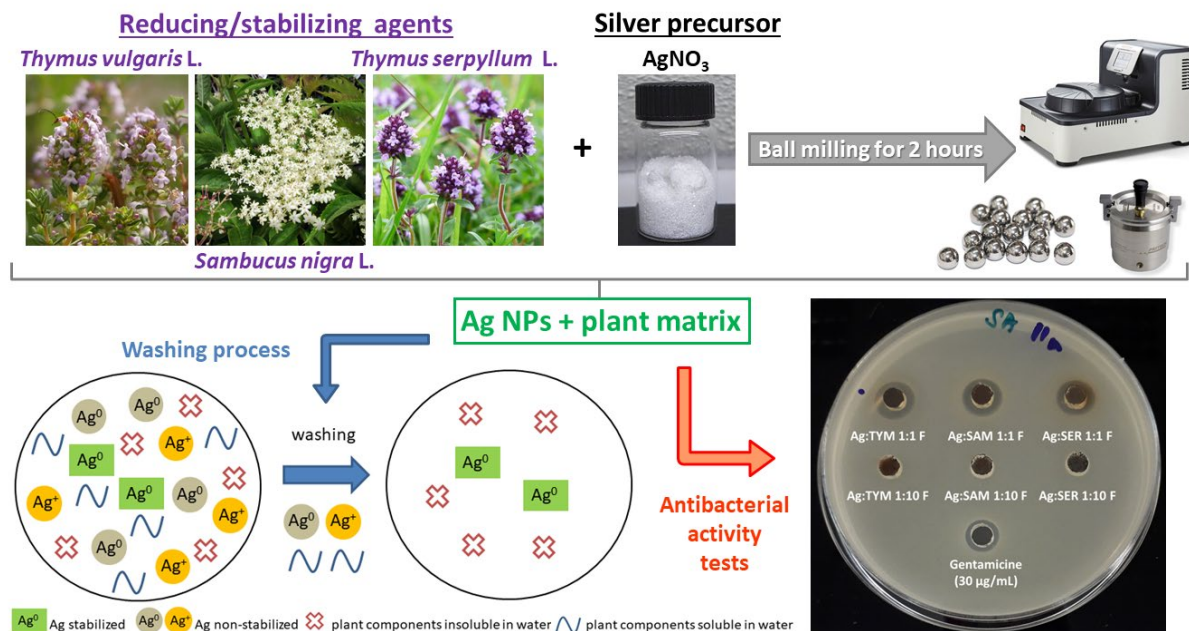 Reducing/stabilizing agents
Silver precursor
Thymus vulgaris L.
Thymus serpyllum L.
AgNO₃
+
Ball milling for 2 hours
Sambucus nigra L.
Ag NPs + plant matrix
Washing process
washing
Ag⁰
Ag⁰
Ag⁺
Ag⁰
Ag⁰
Ag⁰
Ag⁺
Ag⁺
Ag⁰
Ag⁺
Ag⁰
Ag⁺
Ag⁰
Ag⁰
Antibacterial
activity
tests
Ag:TYM 1:1 F
Ag:SAM 1:1 F
Ag:SER 1:1 F
Ag:TYM 1:10 F
Ag:SAM 1:10 F
Ag:SER 1:10 F
Gentamicine
(30 µg/mL)
Ag⁰ Ag stabilized Ag⁰ Ag⁺ Ag non-stabilized plant components insoluble in water plant components soluble in water